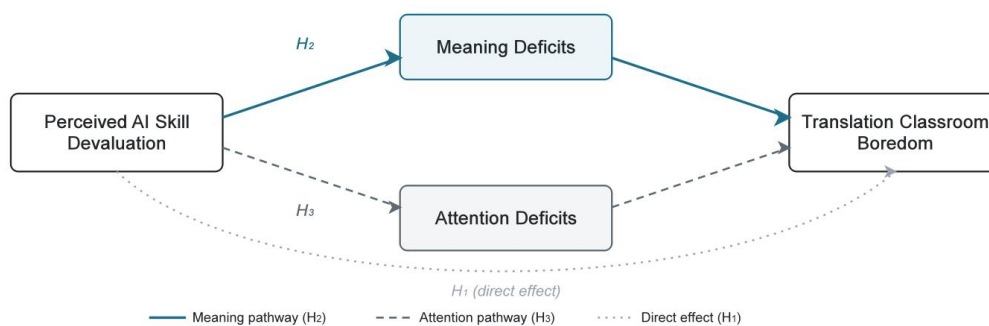 H₂
Meaning Deficits
Perceived AI Skill
Devaluation
Translation Classroom
Boredom
H₃
Attention Deficits
H₁ (direct effect)
Meaning pathway (H₂)
Attention pathway (H₃)
Direct effect (H₁)